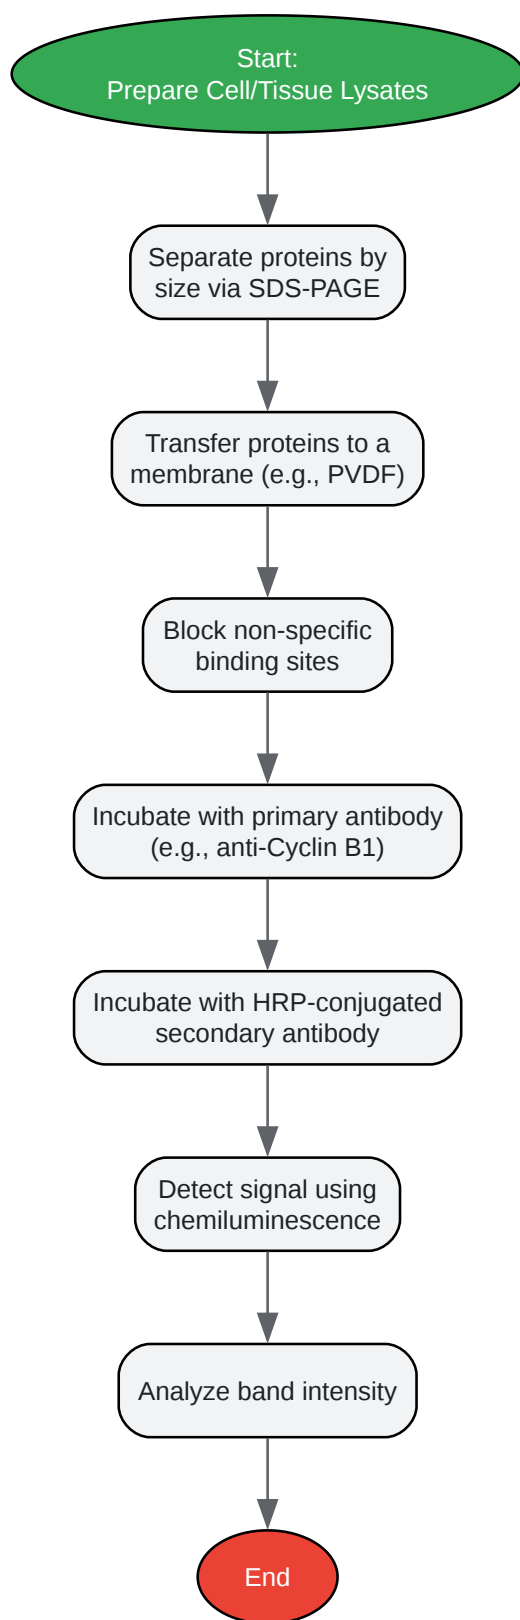 Start:
Prepare Cell/Tissue Lysates
Separate proteins by
size via SDS-PAGE
Transfer proteins to a
membrane (e.g., PVDF)
Block non-specific
binding sites
Incubate with primary antibody
(e.g., anti-Cyclin B1)
Incubate with HRP-conjugated
secondary antibody
Detect signal using
chemiluminescence
Analyze band intensity
End